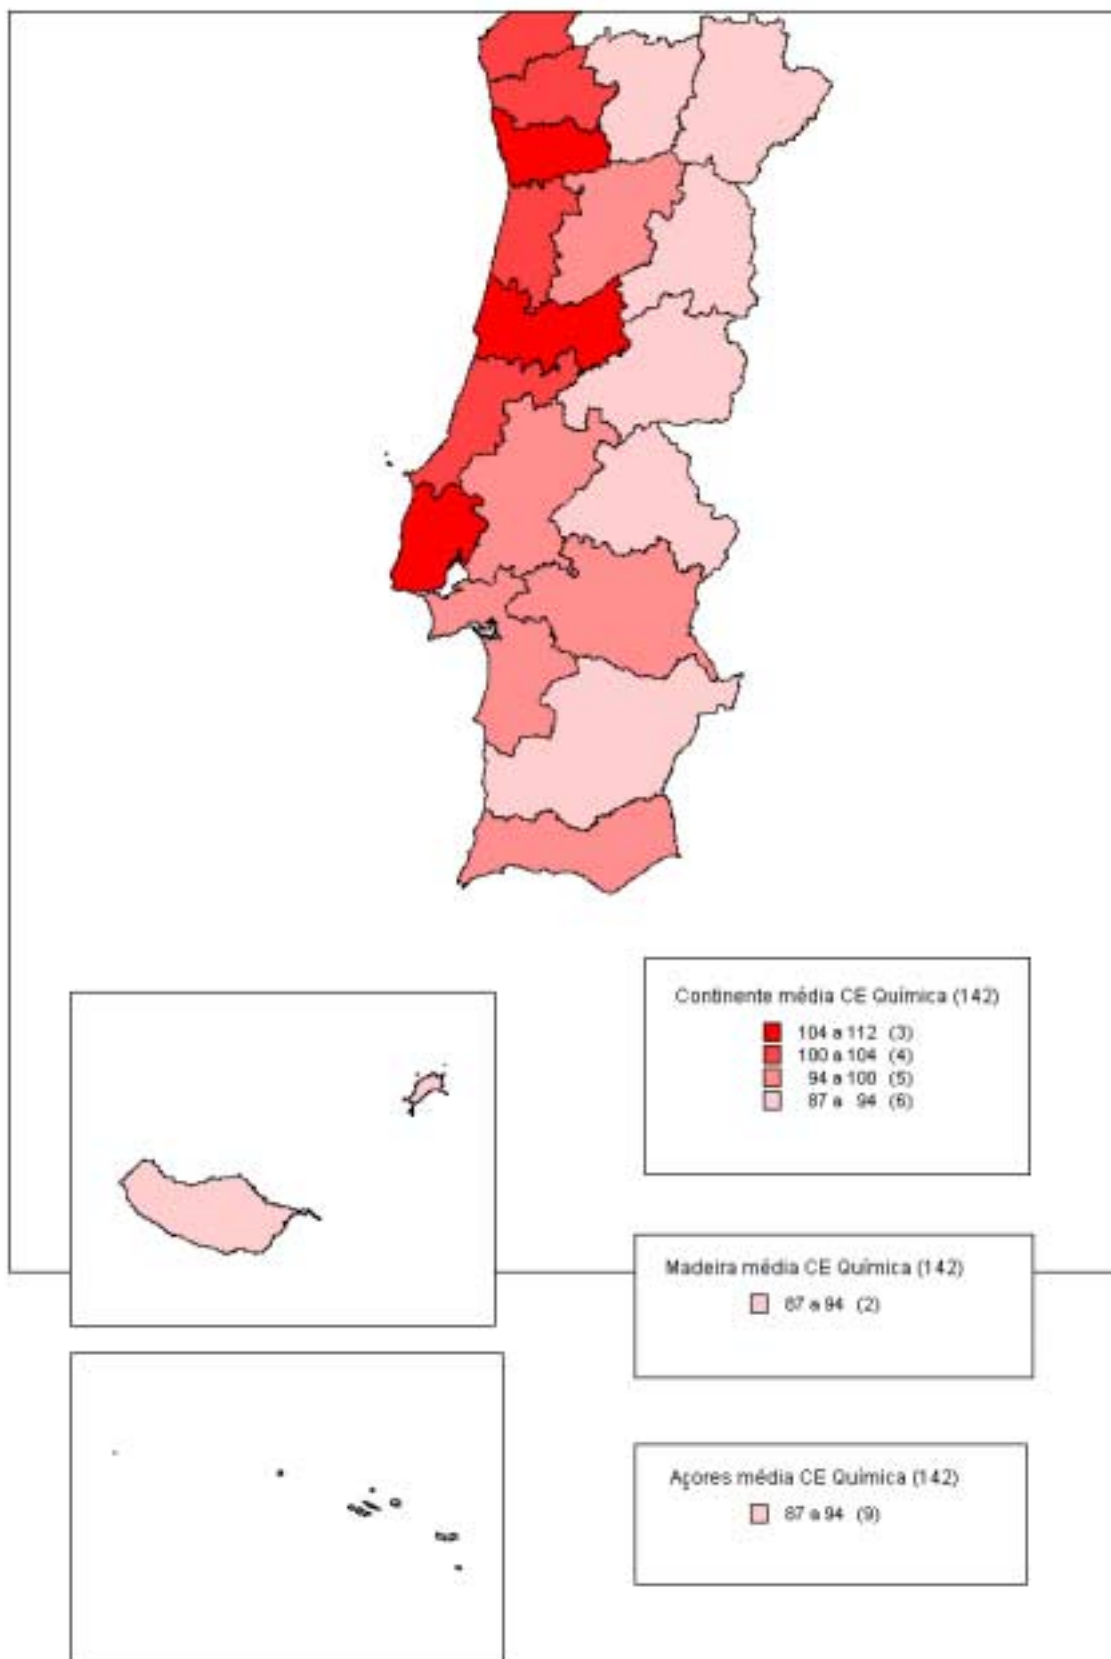 Continente média CE Química (142)
104 a 112 (3)
100 a 104 (4)
94 a 100 (5)
87 a 94 (6)
Madeira média CE Química (142)
87 a 94 (2)
Açores média CE Química (142)
87 a 94 (9)